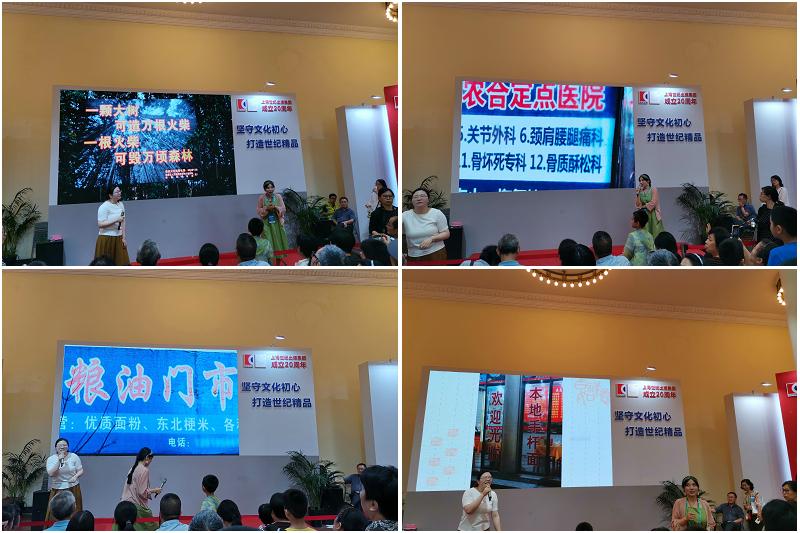 一颗大树
可造万根火柴
一根火柴
可毁万顷森林
上海世纪出版集团
成立20周年
坚守文化初心
打造世纪精品
农合定点医院
5.关节外科 6.颈肩腰腿痛科
11.骨坏死专科 12.骨质酥松科
上海世纪出版集团
成立20周年
坚守文化初心
打造世纪精品
粮油门市
营：优质面粉、东北梗米、各
电话：
上海世纪出版集团
成立20周年
坚守文化初心
打造世纪精品
欢迎光临
本地手杆面
上海世纪出版集团
成立20周年
坚守文化初心
打造世纪精品